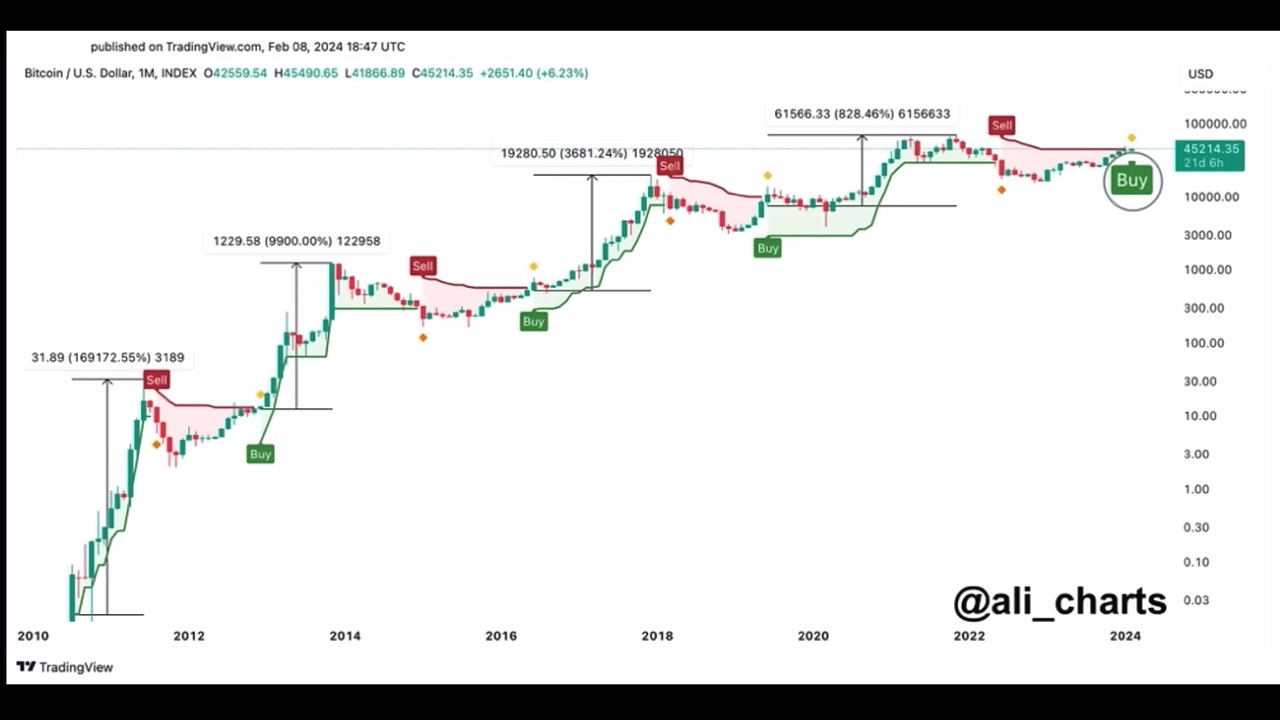 published on TradingView.com, Feb 08, 2024 18:47 UTC
Bitcoin / U.S. Dollar, 1M, INDEX O42559.54 H45490.65 L41866.89 C45214.35 +2651.40 (+6.23%)
USD
61566.33 (828.46%) 6156633
Sell
100000.00
19280.50 (3681.24%) 1928050
Sell
45214.35
21d 6h
Buy
10000.00
3000.00
1229.58 (9900.00%) 122958
Buy
Sell
1000.00
300.00
Buy
100.00
31.89 (169172.55%) 3189
Sell
30.00
10.00
Buy
3.00
1.00
0.30
0.10
@ali_charts
0.03
2010 2012 2014 2016 2018 2020 2022 2024
TradingView